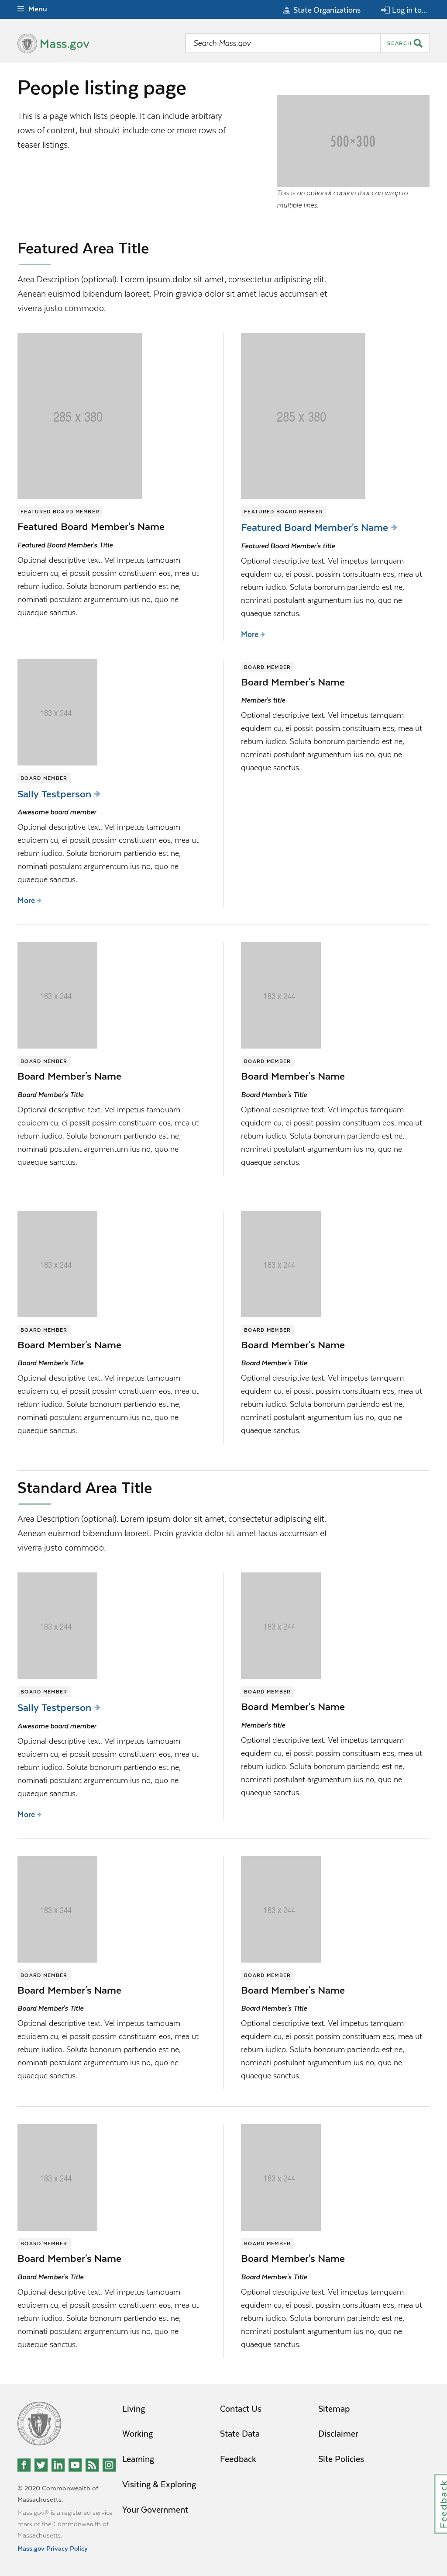 Menu
State Organizations
Log in to...
Mass.gov
Search Mass.gov
SEARCH
People listing page
This is a page which lists people. It can include arbitrary
rows of content, but should include one or more rows of
teaser listings.
500×300
This is an optional caption that can wrap to
multiple lines.
Featured Area Title
Area Description (optional). Lorem ipsum dolor sit amet, consectetur adipiscing elit.
Aenean euismod bibendum laoreet. Proin gravida dolor sit amet lacus accumsan et
viverra justo commodo.
285 x 380
FEATURED BOARD MEMBER
Featured Board Member's Name
Featured Board Member's Title
Optional descriptive text. Vel impetus tamquam
equidem cu, ei possit possim constituam eos, mea ut
rebum iudico. Soluta bonorum partiendo est ne,
nominati postulant argumentum ius no, quo ne
quaeque sanctus.
285 x 380
FEATURED BOARD MEMBER
Featured Board Member's Name
Featured Board Member's title
Optional descriptive text. Vel impetus tamquam
equidem cu, ei possit possim constituam eos, mea ut
rebum iudico. Soluta bonorum partiendo est ne,
nominati postulant argumentum ius no, quo ne
quaeque sanctus.
More
183 x 244
BOARD MEMBER
Sally Testperson
Awesome board member
Optional descriptive text. Vel impetus tamquam
equidem cu, ei possit possim constituam eos, mea ut
rebum iudico. Soluta bonorum partiendo est ne,
nominati postulant argumentum ius no, quo ne
quaeque sanctus.
More
BOARD MEMBER
Board Member's Name
Member's title
Optional descriptive text. Vel impetus tamquam
equidem cu, ei possit possim constituam eos, mea ut
rebum iudico. Soluta bonorum partiendo est ne,
nominati postulant argumentum ius no, quo ne
quaeque sanctus.
183 x 244
BOARD MEMBER
Board Member's Name
Board Member's Title
Optional descriptive text. Vel impetus tamquam
equidem cu, ei possit possim constituam eos, mea ut
rebum iudico. Soluta bonorum partiendo est ne,
nominati postulant argumentum ius no, quo ne
quaeque sanctus.
183 x 244
BOARD MEMBER
Board Member's Name
Board Member's Title
Optional descriptive text. Vel impetus tamquam
equidem cu, ei possit possim constituam eos, mea ut
rebum iudico. Soluta bonorum partiendo est ne,
nominati postulant argumentum ius no, quo ne
quaeque sanctus.
183 x 244
BOARD MEMBER
Board Member's Name
Board Member's Title
Optional descriptive text. Vel impetus tamquam
equidem cu, ei possit possim constituam eos, mea ut
rebum iudico. Soluta bonorum partiendo est ne,
nominati postulant argumentum ius no, quo ne
quaeque sanctus.
183 x 244
BOARD MEMBER
Board Member's Name
Board Member's Title
Optional descriptive text. Vel impetus tamquam
equidem cu, ei possit possim constituam eos, mea ut
rebum iudico. Soluta bonorum partiendo est ne,
nominati postulant argumentum ius no, quo ne
quaeque sanctus.
Standard Area Title
Area Description (optional). Lorem ipsum dolor sit amet, consectetur adipiscing elit.
Aenean euismod bibendum laoreet. Proin gravida dolor sit amet lacus accumsan et
viverra justo commodo.
183 x 244
BOARD MEMBER
Sally Testperson
Awesome board member
Optional descriptive text. Vel impetus tamquam
equidem cu, ei possit possim constituam eos, mea ut
rebum iudico. Soluta bonorum partiendo est ne,
nominati postulant argumentum ius no, quo ne
quaeque sanctus.
More
183 x 244
BOARD MEMBER
Board Member's Name
Member's title
Optional descriptive text. Vel impetus tamquam
equidem cu, ei possit possim constituam eos, mea ut
rebum iudico. Soluta bonorum partiendo est ne,
nominati postulant argumentum ius no, quo ne
quaeque sanctus.
183 x 244
BOARD MEMBER
Board Member's Name
Board Member's Title
Optional descriptive text. Vel impetus tamquam
equidem cu, ei possit possim constituam eos, mea ut
rebum iudico. Soluta bonorum partiendo est ne,
nominati postulant argumentum ius no, quo ne
quaeque sanctus.
183 x 244
BOARD MEMBER
Board Member's Name
Board Member's Title
Optional descriptive text. Vel impetus tamquam
equidem cu, ei possit possim constituam eos, mea ut
rebum iudico. Soluta bonorum partiendo est ne,
nominati postulant argumentum ius no, quo ne
quaeque sanctus.
183 x 244
BOARD MEMBER
Board Member's Name
Board Member's Title
Optional descriptive text. Vel impetus tamquam
equidem cu, ei possit possim constituam eos, mea ut
rebum iudico. Soluta bonorum partiendo est ne,
nominati postulant argumentum ius no, quo ne
quaeque sanctus.
183 x 244
BOARD MEMBER
Board Member's Name
Board Member's Title
Optional descriptive text. Vel impetus tamquam
equidem cu, ei possit possim constituam eos, mea ut
rebum iudico. Soluta bonorum partiendo est ne,
nominati postulant argumentum ius no, quo ne
quaeque sanctus.
© 2020 Commonwealth of
Massachusetts.
Mass.gov® is a registered service
mark of the Commonwealth of
Massachusetts.
Mass.gov Privacy Policy
Living
Working
Learning
Visiting & Exploring
Your Government
Contact Us
State Data
Feedback
Sitemap
Disclaimer
Site Policies
Feedback